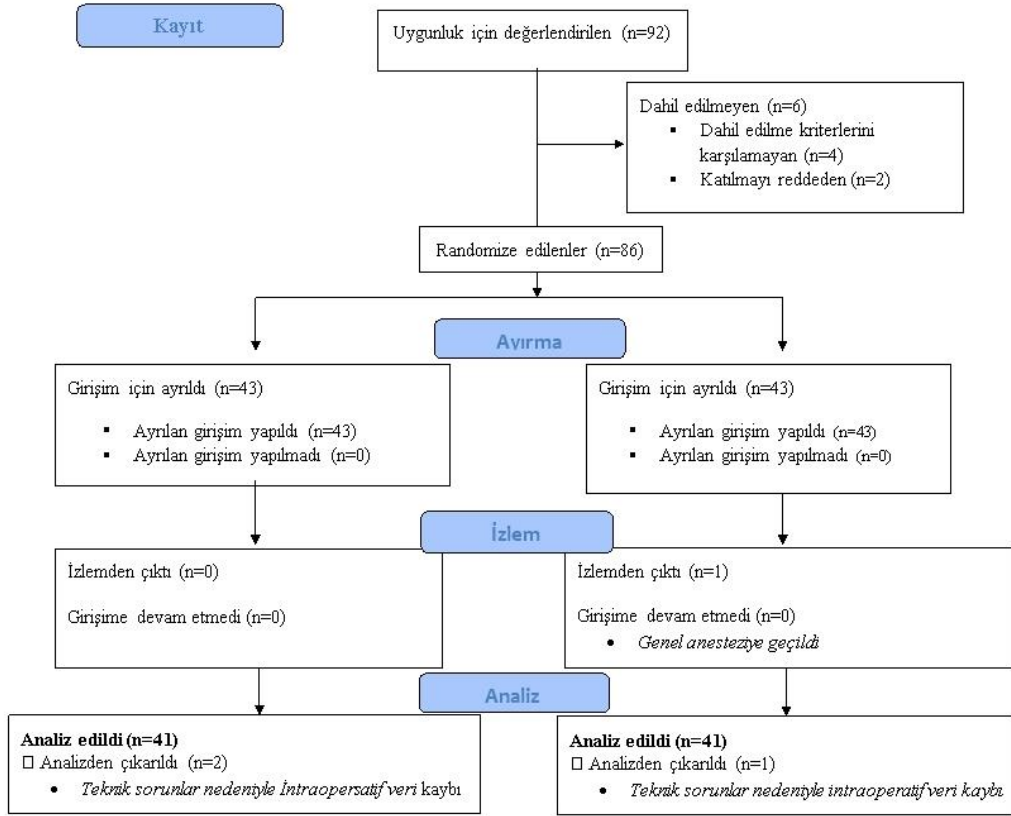 Kayıt
Uygunluk için değerlendirilen (n=92)
Dahil edilmeyen (n=6)
▪ Dahil edilme kriterlerini
karşılamayan (n=4)
▪ Katılmayı reddeden (n=2)
Randomize edilenler (n=86)
Ayırma
Girişim için ayrıldı (n=43)
▪ Ayrılan girişim yapıldı (n=43)
▪ Ayrılan girişim yapılmadı (n=0)
Girişim için ayrıldı (n=43)
▪ Ayrılan girişim yapıldı (n=43)
▪ Ayrılan girişim yapılmadı (n=0)
İzlem
İzlemden çıktı (n=0)
Girişime devam etmedi (n=0)
İzlemden çıktı (n=1)
Girişime devam etmedi (n=0)
• Genel anesteziye geçildi
Analiz
Analiz edildi (n=41)
□ Analizden çıkarıldı (n=2)
• Teknik sorunlar nedeniyle İntraopersatif veri kaybı
Analiz edildi (n=41)
□ Analizden çıkarıldı (n=1)
• Teknik sorunlar nedeniyle intraoperatif veri kaybı